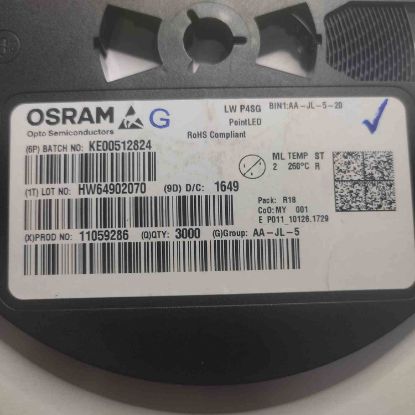 OSRAM G
Opto Semiconductors
LW P4SG BIN1:AA-JL-5-20
PointLED
RoHS Compliant
(6P) BATCH NO: KE00512824
(1T) LOT NO: HW64902070 (9D) D/C: 1649
ML TEMP ST
2 260°C R
Pack: R18
CoO: MY 001
E P011_10126.1729
(X)PROD NO: 11059286 (Q)QTY: 3000 (G)Group: AA-JL-5